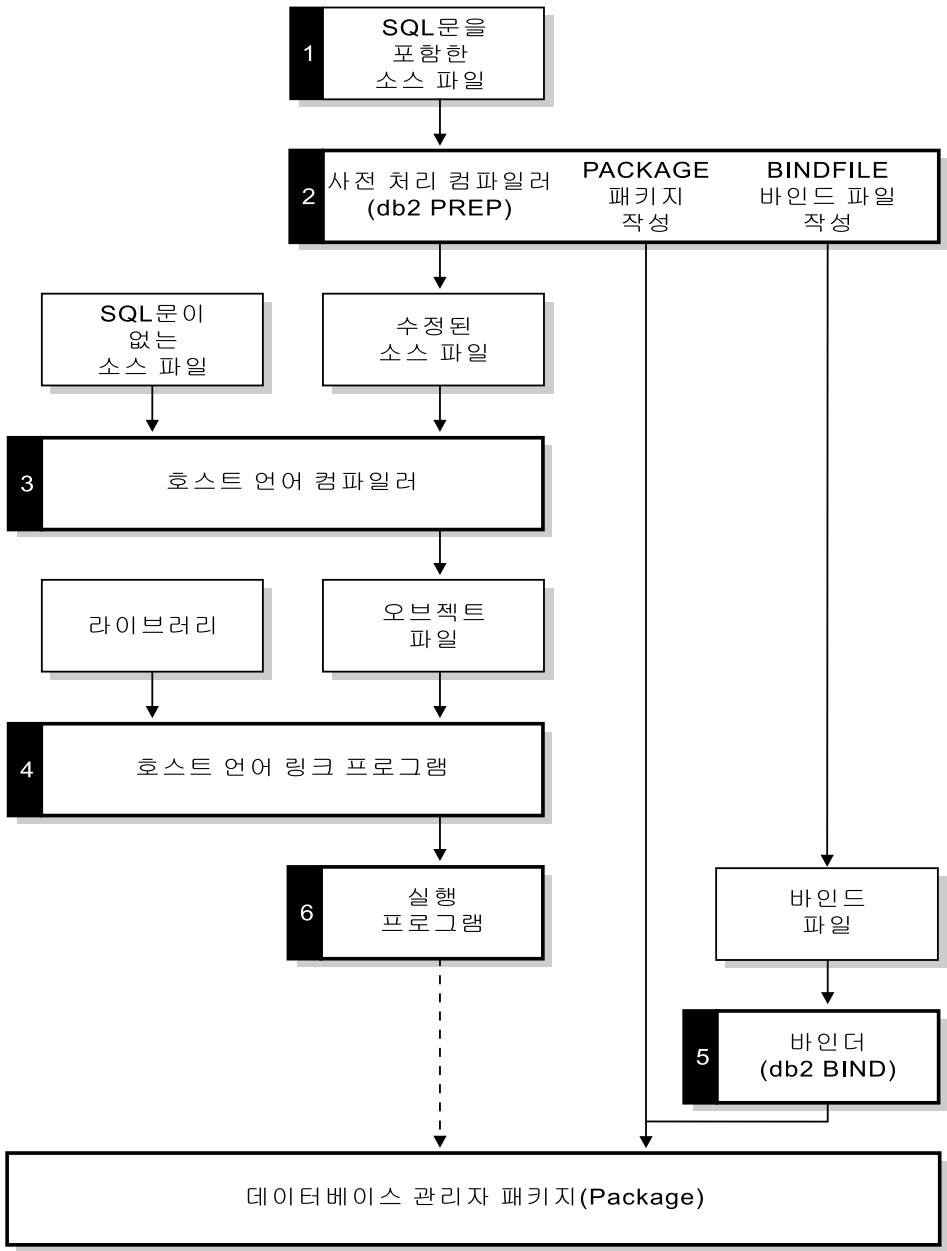 1
SQL문을
포함한
소스 파일
2
사전 처리 컴파일러
(db2 PREP)
PACKAGE
패키지
작성
BINDFILE
바인드 파일
작성
SQL문이
없는
소스 파일
수정된
소스 파일
3
호스트 언어 컴파일러
라이브러리
오브젝트
파일
4
호스트 언어 링크 프로그램
6
실행
프로그램
바인드
파일
5
바인더
(db2 BIND)
데이터베이스 관리자 패키지(Package)